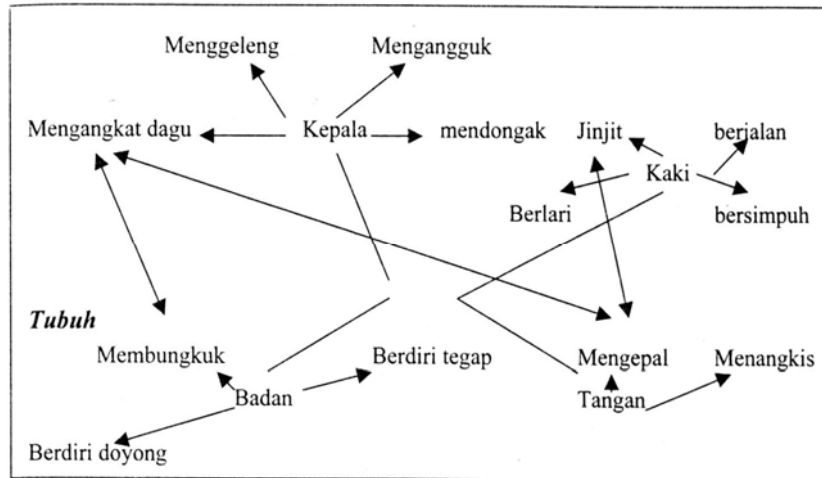 Menggeleng Mengangguk
Mengangkat dagu Kepala mendongak Jinjit berjalan
Kaki
Berlari bersimpuh
Tubuh
Membungkuk Berdiri tegap Mengepal Menangkis
Badan Tangan
Berdiri doyong